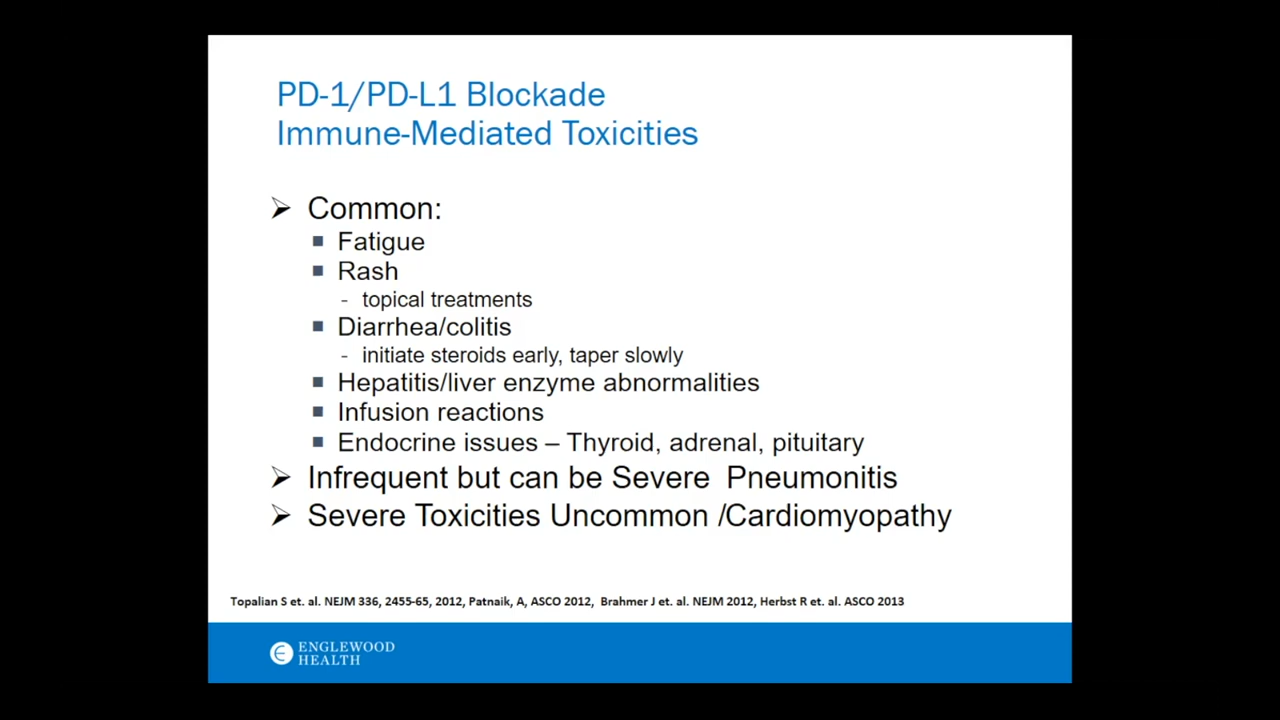 PD-1/PD-L1 Blockade
Immune-Mediated Toxicities
➢ Common:
▪ Fatigue
▪ Rash
- topical treatments
▪ Diarrhea/colitis
- initiate steroids early, taper slowly
▪ Hepatitis/liver enzyme abnormalities
▪ Infusion reactions
▪ Endocrine issues – Thyroid, adrenal, pituitary
➢ Infrequent but can be Severe Pneumonitis
➢ Severe Toxicities Uncommon /Cardiomyopathy
Topalian S et. al. NEJM 336, 2455-65, 2012, Patnaik, A, ASCO 2012, Brahmer J et. al. NEJM 2012, Herbst R et. al. ASCO 2013
ENGLEWOOD
HEALTH